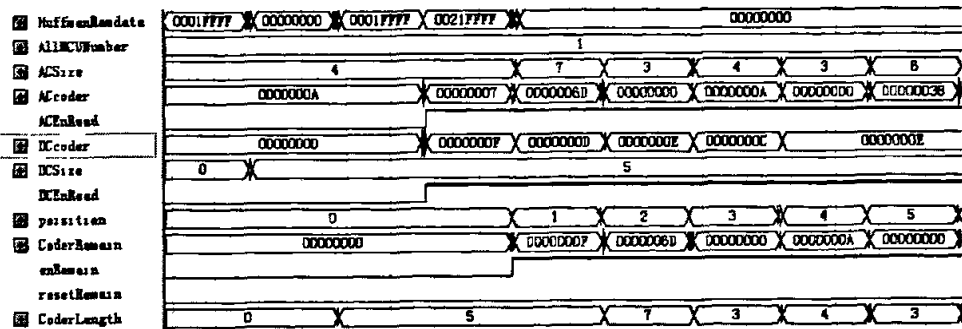 HuffmanRamdata 0001FFFF 00000000 0001FFFF 0021FFFF 00000000
AllMCUNumber 1
ACSize 4 7 3 4 3 6
ACcoder 0000000A 00000007 0000006D 00000000 0000000A 00000000 0000003B
ACEnRead
DCcoder 00000000 0000000F 0000000D 0000000E 0000000C 0000000E
DCSize 0 5
DCEnRead
position 0 1 2 3 4 5
CoderRemain 00000000 0000000F 0000006D 00000000 0000000A 00000000
enRemain
resetRemain
CoderLength 0 5 7 3 4 3